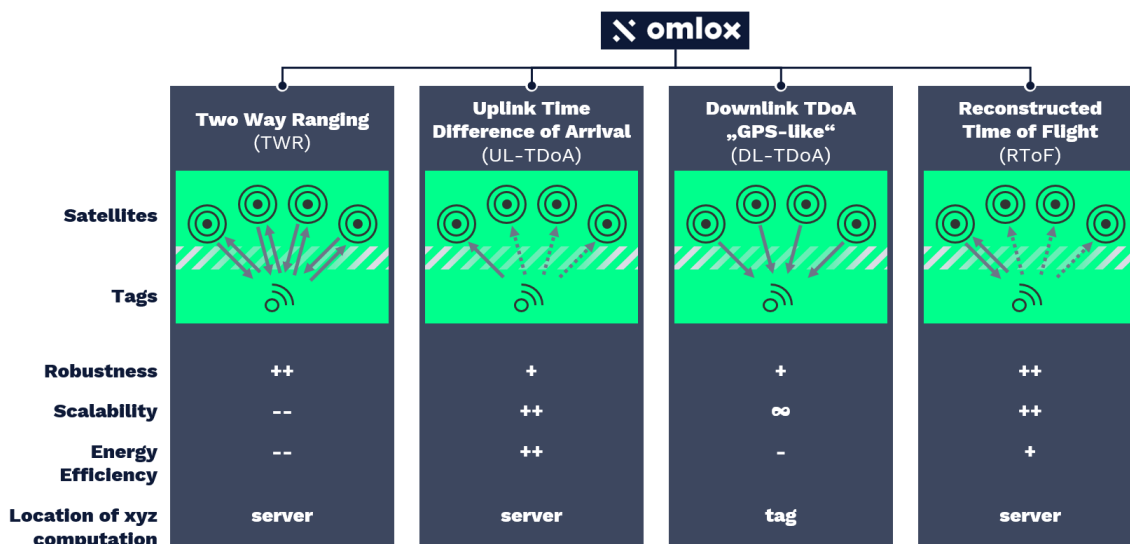 omlox
Two Way Ranging
(TWR)
Uplink Time
Difference of Arrival
(UL-TDoA)
Downlink TDoA
„GPS-like“
(DL-TDoA)
Reconstructed
Time of Flight
(RToF)
Satellites
Tags
Robustness
++
+
+
++
Scalability
--
++
∞
++
Energy
Efficiency
--
++
-
+
Location of xyz
computation
server
server
tag
server